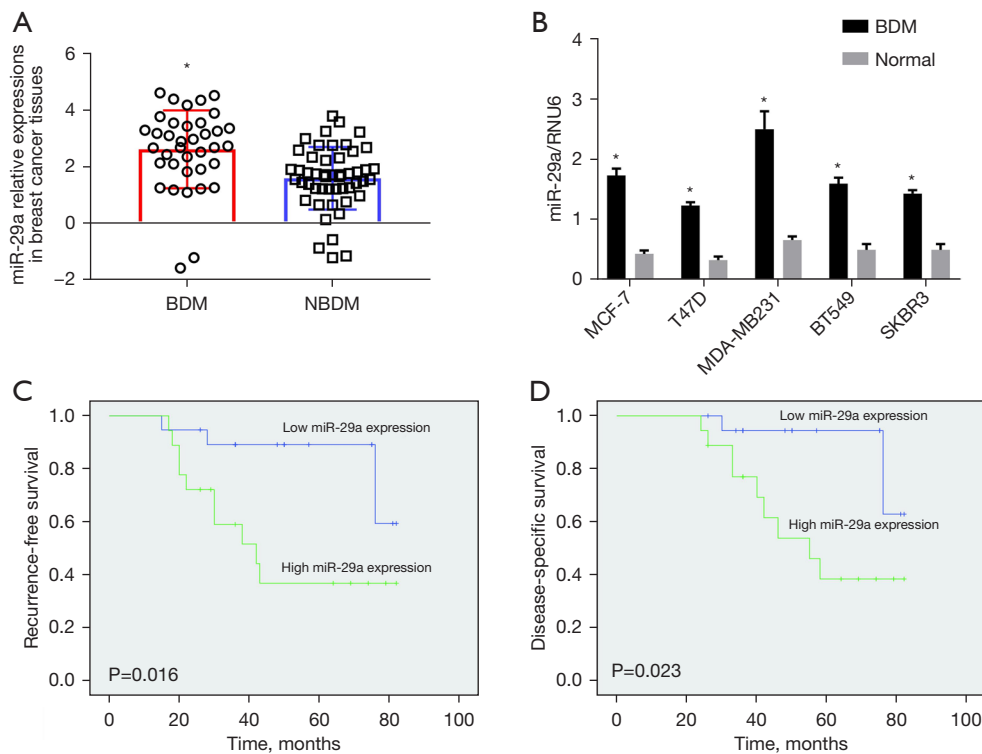 A
miR-29a relative expressions
in breast cancer tissues
6
4
2
0
−2
*
BDM
NBDM
B
miR-29a/RNU6
4
3
2
1
0
BDM
Normal
*
*
*
*
*
MCF-7
T47D
MDA-MB231
BT549
SKBR3
C
Recurrence-free survival
1.0
0.8
0.6
0.4
0.2
0.0
Low miR-29a expression
High miR-29a expression
P=0.016
0
20
40
60
80
100
Time, months
D
Disease-specific survival
1.0
0.8
0.6
0.4
0.2
0.0
Low miR-29a expression
High miR-29a expression
P=0.023
0
20
40
60
80
100
Time, months